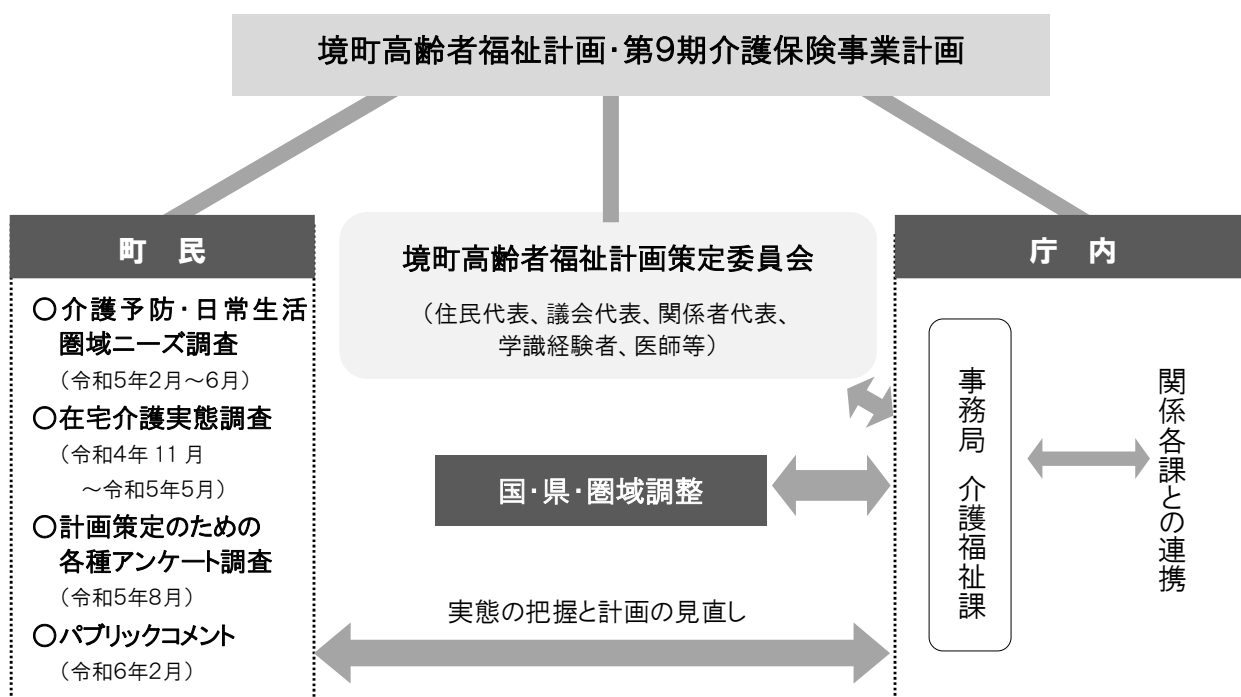 境町高齢者福祉計画・第9期介護保険事業計画
町 民
〇介護予防・日常生活
圏域ニーズ調査
（令和5年2月～6月）
〇在宅介護実態調査
（令和4年 11 月
～令和5年5月）
〇計画策定のための
各種アンケート調査
（令和5年8月）
〇パブリックコメント
（令和6年2月）
境町高齢者福祉計画策定委員会
（住民代表、議会代表、関係者代表、
学識経験者、医師等）
国・県・圏域調整
実態の把握と計画の見直し
庁 内
事務局 介護福祉課
関係各課との連携